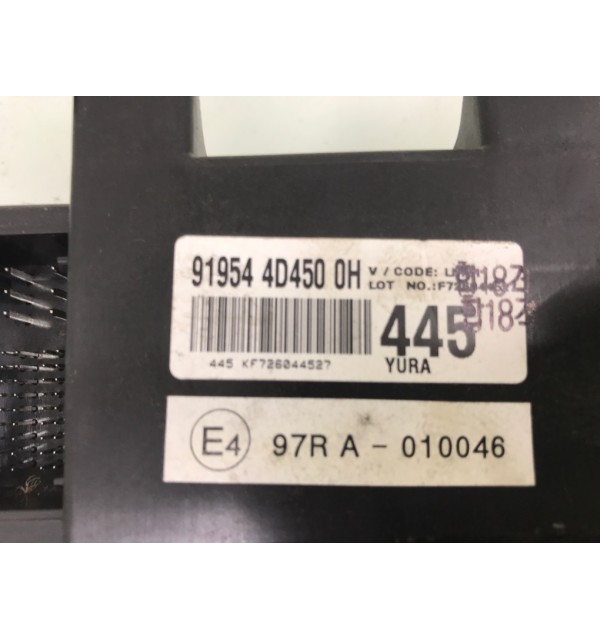 91954 4D450 0H
V / CODE:
LOT NO.:
445
445 KF726044527
YURA
E4 97R A - 010046